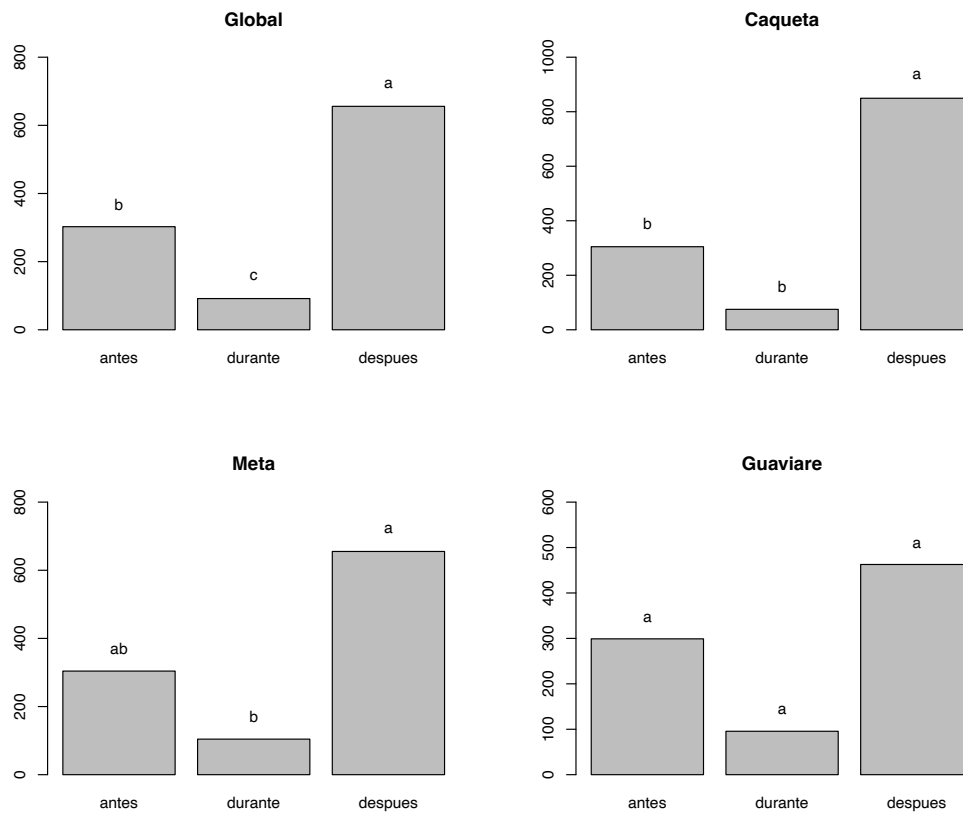 Global
800
600
400
200
0
b
c
a
antes durante despues
Caqueta
1000
800
600
400
200
0
b
b
a
antes durante despues
Meta
800
600
400
200
0
ab
b
a
antes durante despues
Guaviare
600
500
400
300
200
100
0
a
a
a
antes durante despues